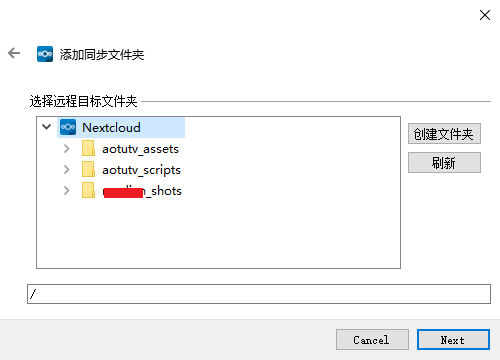 添加同步文件夹
选择远程目标文件夹
Nextcloud
创建文件夹
aotutv_assets
刷新
aotutv_scripts
_shots
/
Cancel
Next